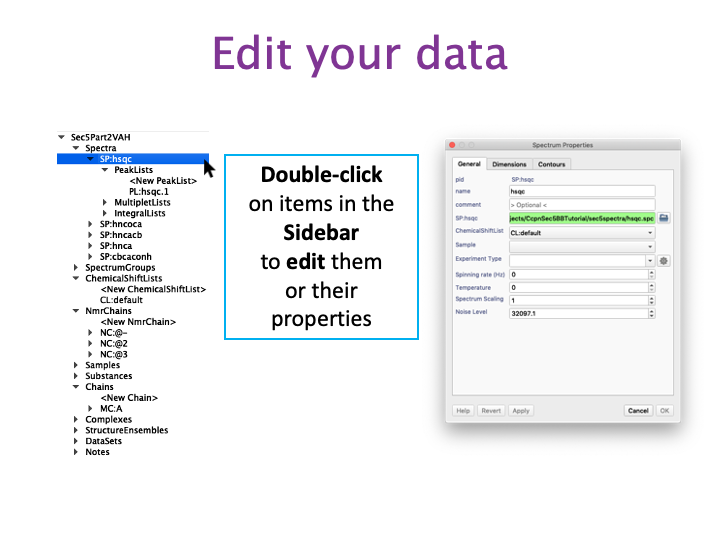 Edit your data
Sec5Part2VAH
Spectra
SP:hsqc
PeakLists
<New PeakList>
PL:hsqc.1
MultipletLists
IntegralLists
SP:hncoca
SP:hncacb
SP:hnca
SP:cbcaconh
SpectrumGroups
ChemicalShiftLists
<New ChemicalShiftList>
CL:default
NmrChains
<New NmrChain>
NC:@-
NC:@2
NC:@3
Samples
Substances
Chains
<New Chain>
MC:A
Complexes
StructureEnsembles
DataSets
Notes
Double-click
on items in the
Sidebar
to edit them
or their
properties
Spectrum Properties
General Dimensions Contours
pid SP:hsqc
name hsqc
comment > Optional <
SP:hsqc jects/CcpnSec5BBTutorial/sec5spectra/hsqc.spc
ChemicalShiftList CL:default
Sample
Experiment Type
Spinning rate (Hz) 0
Temperature 0
Spectrum Scaling 1
Noise Level 32097.1
Help Revert Apply Cancel OK